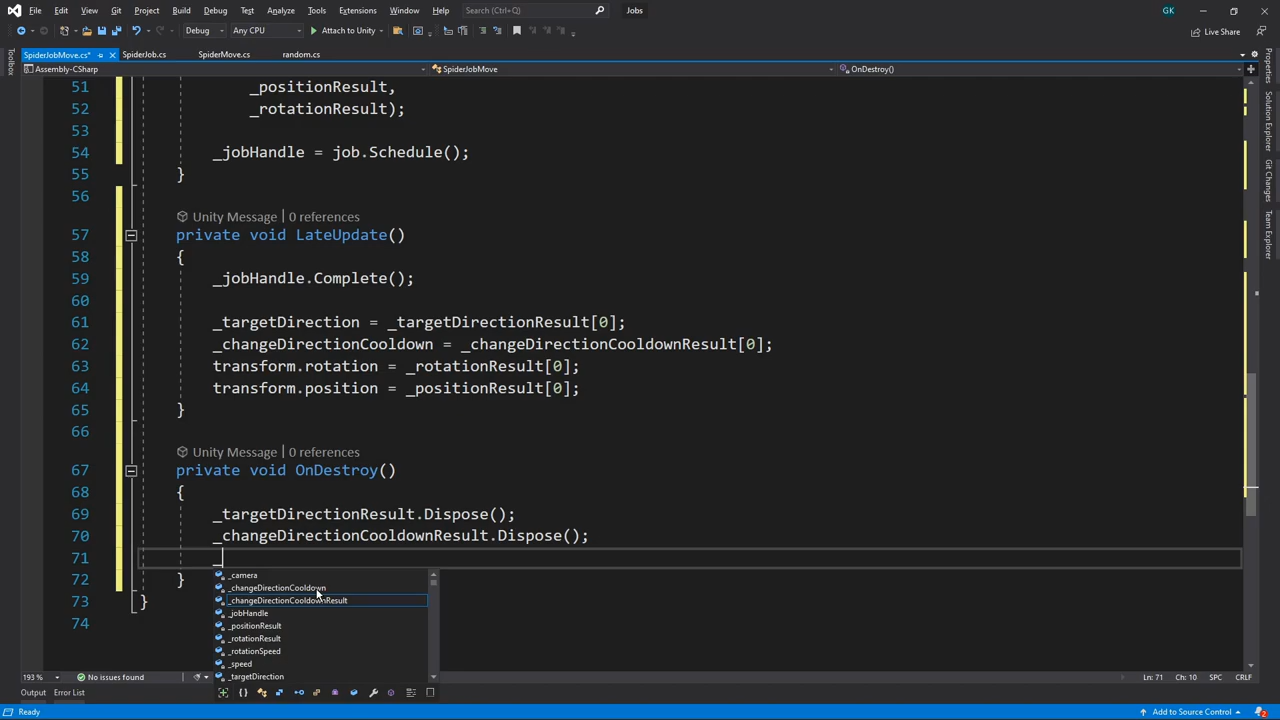 File Edit View Project Build Debug Test Analyze Tools Extensions Window Help Search (Ctrl+Q) Jobs GK
Debug Any CPU Attach to Unity Live Share
SpiderJobMove.cs* SpiderJob.cs SpiderMove.cs random.cs
Toolbox
Assembly-CSharp SpiderJobMove OnDestroy()
Properties
Solution Explorer
Git Changes
Team Explorer
51 _positionResult,
52 _rotationResult);
53
54 _jobHandle = job.Schedule();
55 }
56
Unity Message | 0 references
57 private void LateUpdate()
58 {
59 _jobHandle.Complete();
60
61 _targetDirection = _targetDirectionResult[0];
62 _changeDirectionCooldown = _changeDirectionCooldownResult[0];
63 transform.rotation = _rotationResult[0];
64 transform.position = _positionResult[0];
65 }
66
Unity Message | 0 references
67 private void OnDestroy()
68 {
69 _targetDirectionResult.Dispose();
70 _changeDirectionCooldownResult.Dispose();
71 _
72 }
73 }
74
_camera
_changeDirectionCooldown
_changeDirectionCooldownResult
_jobHandle
_positionResult
_rotationResult
_rotationSpeed
_speed
_targetDirection
193 % No issues found Ln: 71 Ch: 10 SPC CRLF
Output Error List
Ready Add to Source Control 2